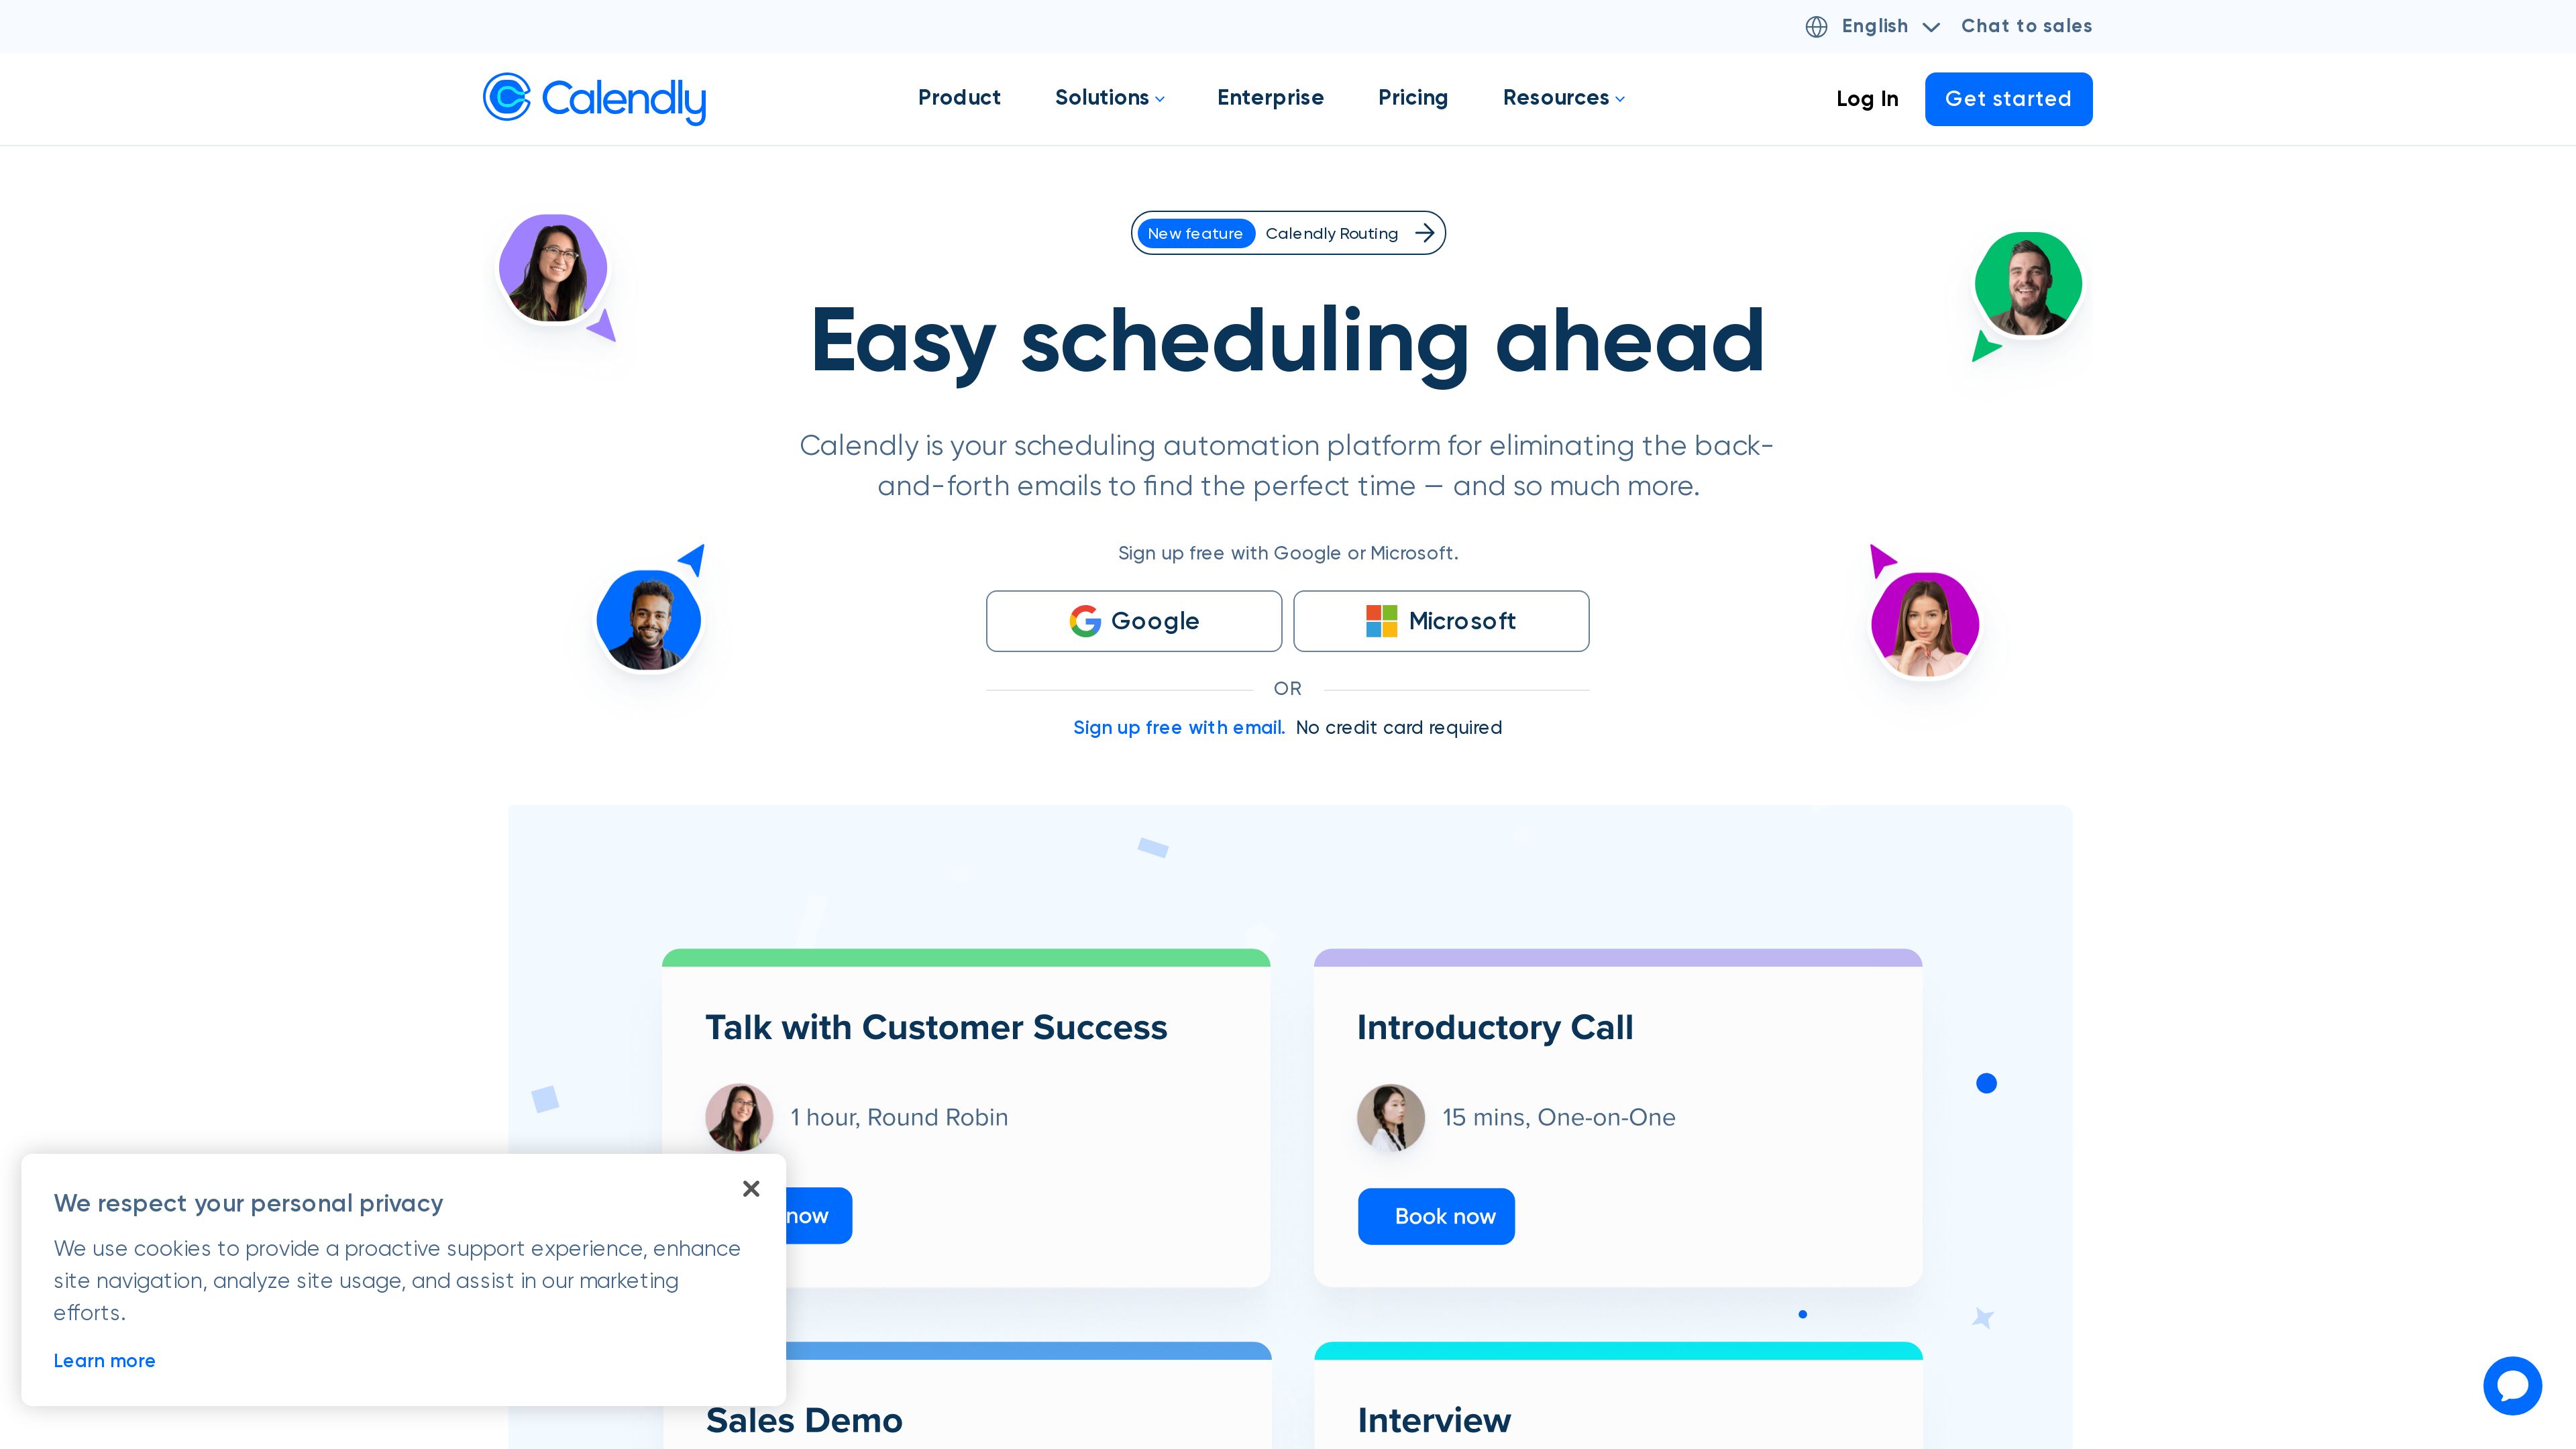 English
Chat to sales
Calendly
Product
Solutions
Enterprise
Pricing
Resources
Log In
Get started
New feature
Calendly Routing
Easy scheduling ahead
Calendly is your scheduling automation platform for eliminating the back-
and-forth emails to find the perfect time — and so much more.
Sign up free with Google or Microsoft.
Google
Microsoft
OR
Sign up free with email. No credit card required
Talk with Customer Success
1 hour, Round Robin
now
Introductory Call
15 mins, One-on-One
Book now
Sales Demo
Interview
We respect your personal privacy
We use cookies to provide a proactive support experience, enhance
site navigation, analyze site usage, and assist in our marketing
efforts.
Learn more